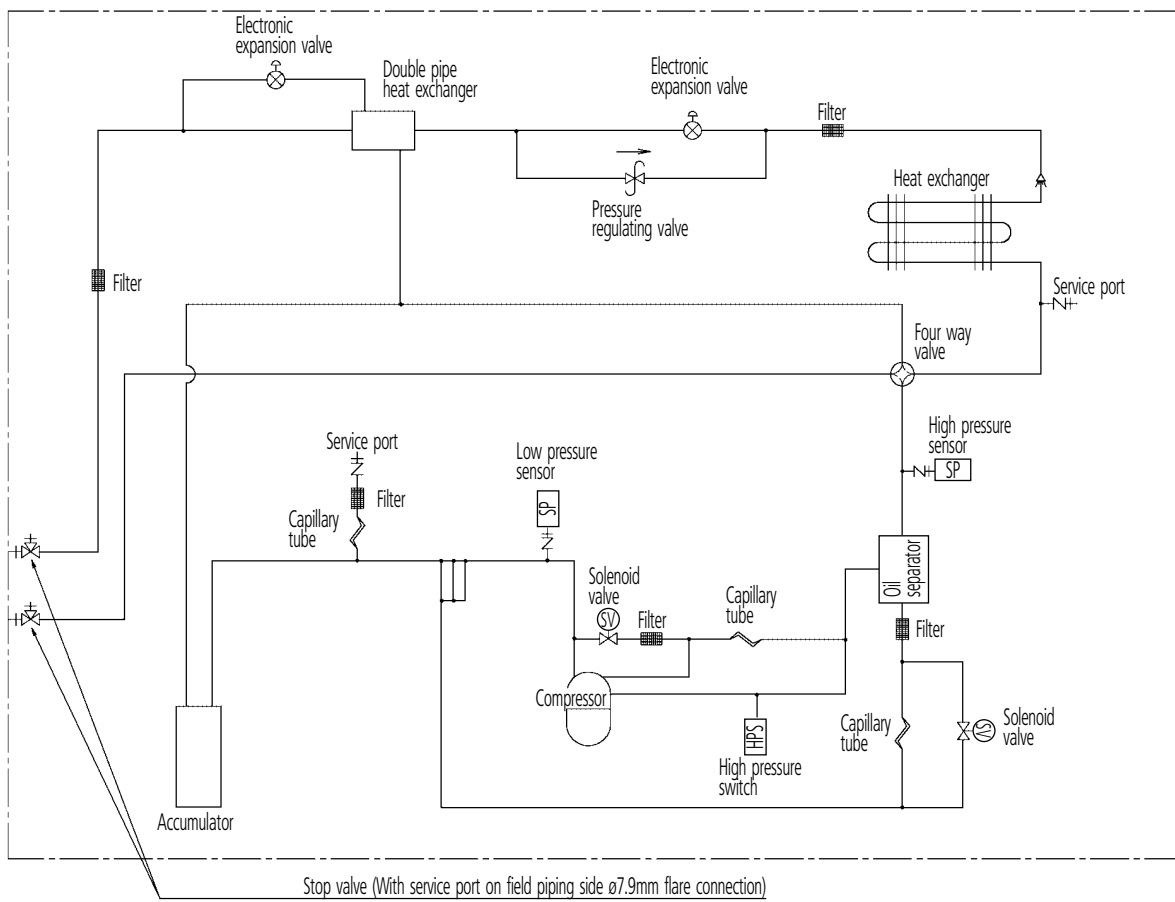 Electronic
expansion valve
Double pipe
heat exchanger
Electronic
expansion valve
Filter
Heat exchanger
Pressure
regulating valve
Filter
Service port
Four way
valve
High pressure
sensor
SP
Service port
Low pressure
sensor
SP
Filter
Capillary
tube
Solenoid
valve
SV
Filter
Capillary
tube
Oil
separator
Filter
Compressor
HPS
High pressure
switch
Capillary
tube
SV
Solenoid
valve
Accumulator
Stop valve (With service port on field piping side ø7.9mm flare connection)